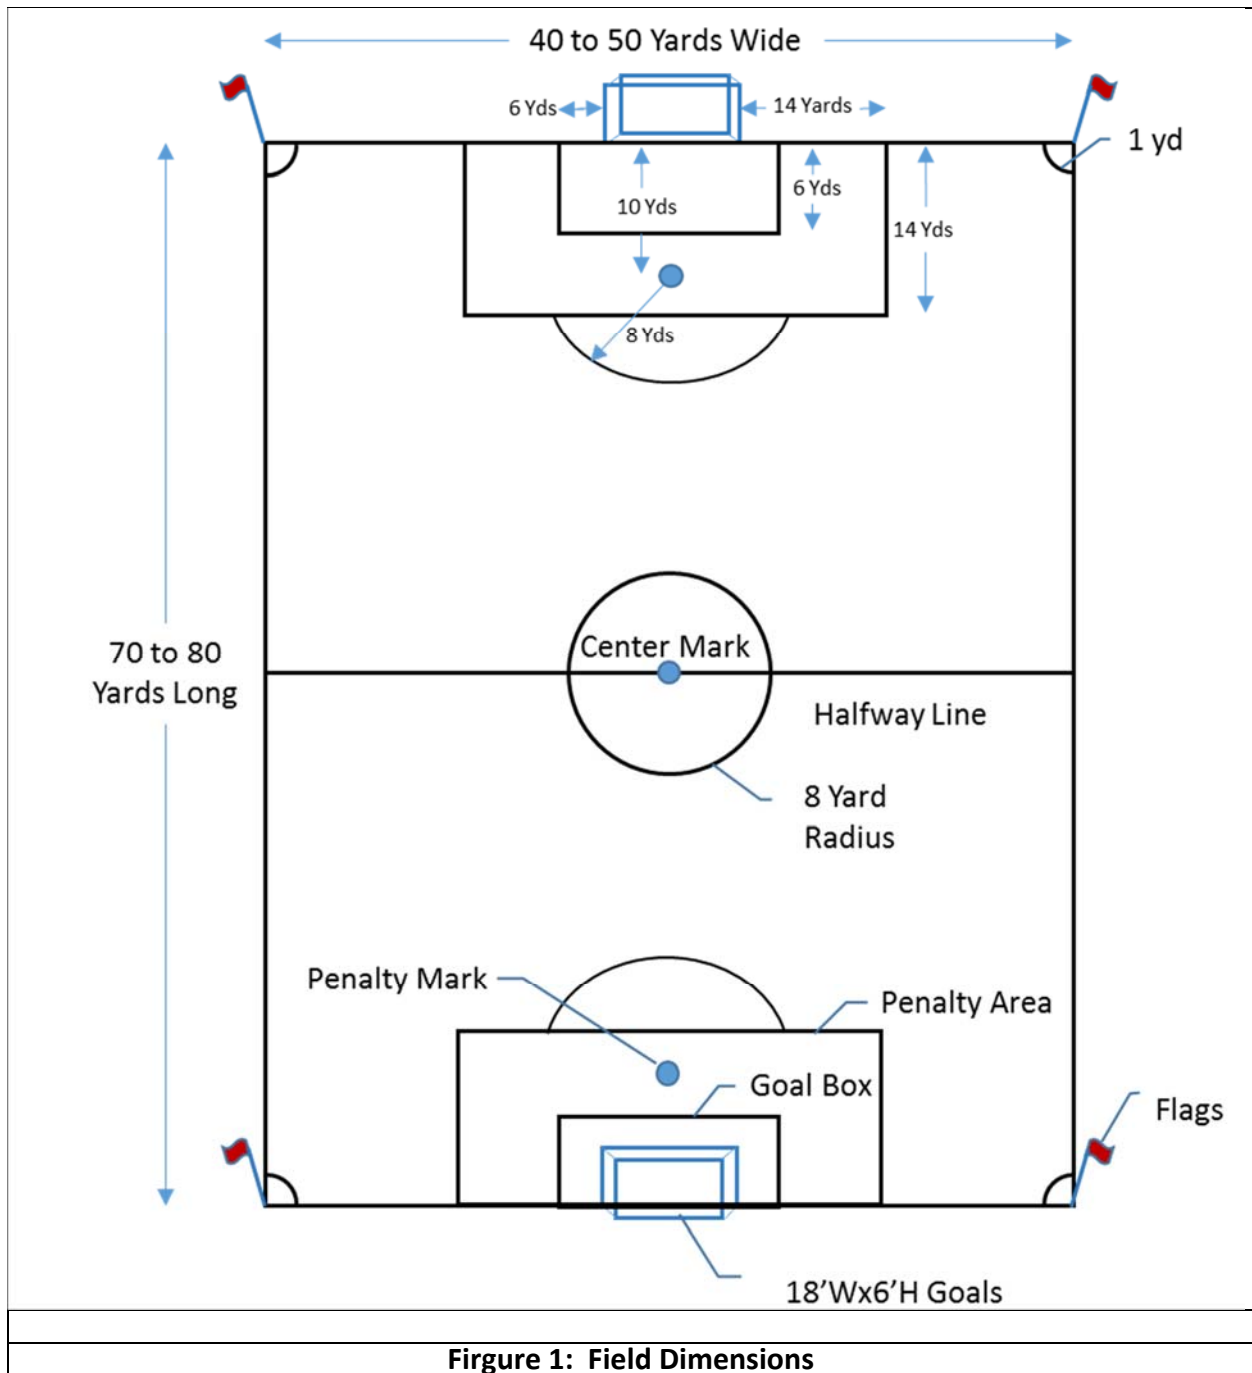 40 to 50 Yards Wide
6 Yds
14 Yards
1 yd
6 Yds
10 Yds
14 Yds
8 Yds
Center Mark
70 to 80
Yards Long
Halfway Line
8 Yard
Radius
Penalty Mark
Penalty Area
Goal Box
Flags
18'Wx6'H Goals
Firgure 1:  Field Dimensions